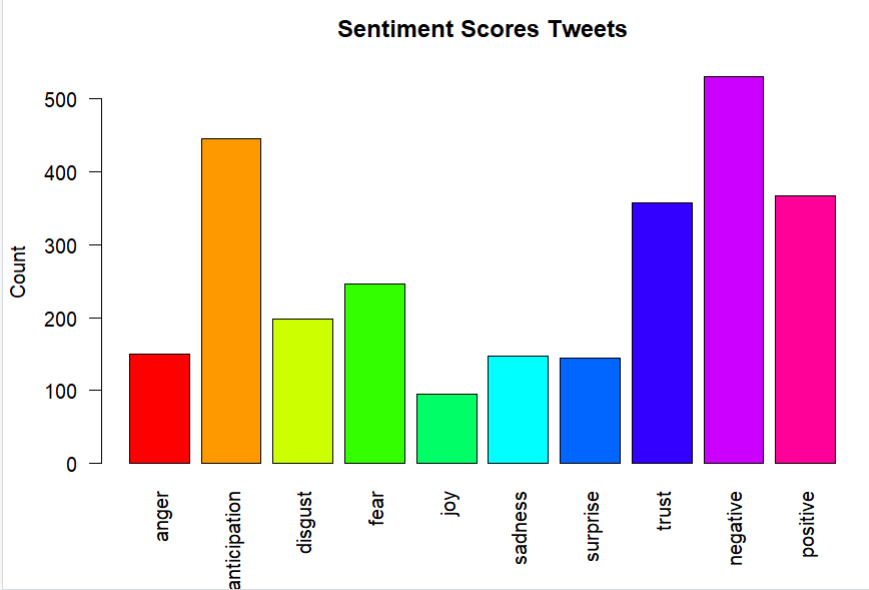 Sentiment Scores Tweets
Count
500
400
300
200
100
0
anger
anticipation
disgust
fear
joy
sadness
surprise
trust
negative
positive